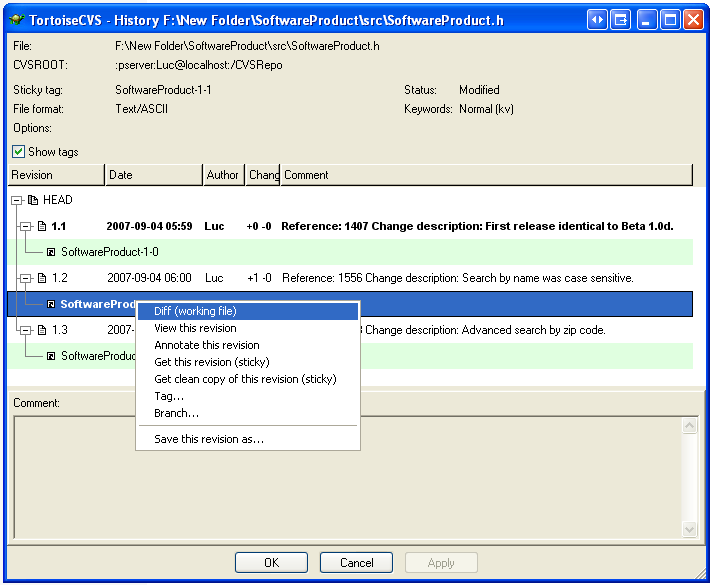 TortoiseCVS - History F:\New Folder\SoftwareProduct\src\SoftwareProduct.h
File: F:\New Folder\SoftwareProduct\src\SoftwareProduct.h
CVSROOT: :pserver:Luc@localhost:/CVSRepo
Sticky tag: SoftwareProduct-1-1 Status: Modified
File format: Text/ASCII Keywords: Normal (kv)
Options:
Show tags
Revision Date Author Chang Comment
HEAD
1.1 2007-09-04 05:59 Luc +0 -0 Reference: 1407 Change description: First release identical to Beta 1.0d.
SoftwareProduct-1-0
1.2 2007-09-04 06:00 Luc +1 -0 Reference: 1556 Change description: Search by name was case sensitive.
SoftwareProd
Diff (working file)
View this revision
1.3 2007- Change description: Advanced search by zip code.
Annotate this revision
SoftwareProd
Get this revision (sticky)
Get clean copy of this revision (sticky)
Tag...
Branch...
Save this revision as...
Comment:
OK Cancel Apply